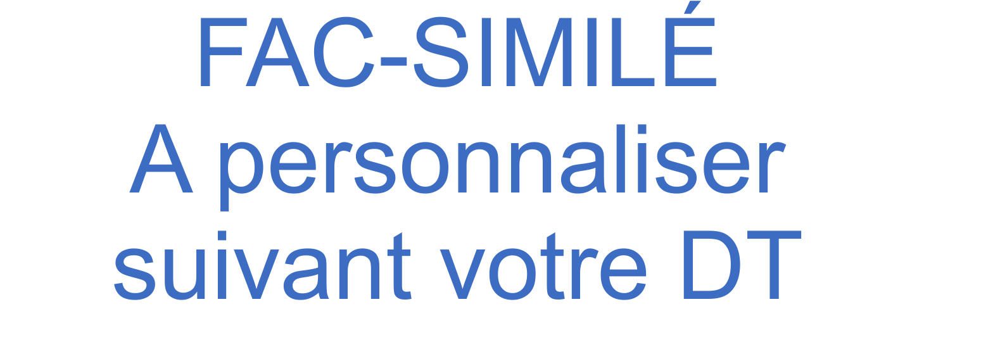 FAC-SIMILÉ
A personnaliser
suivant votre DT